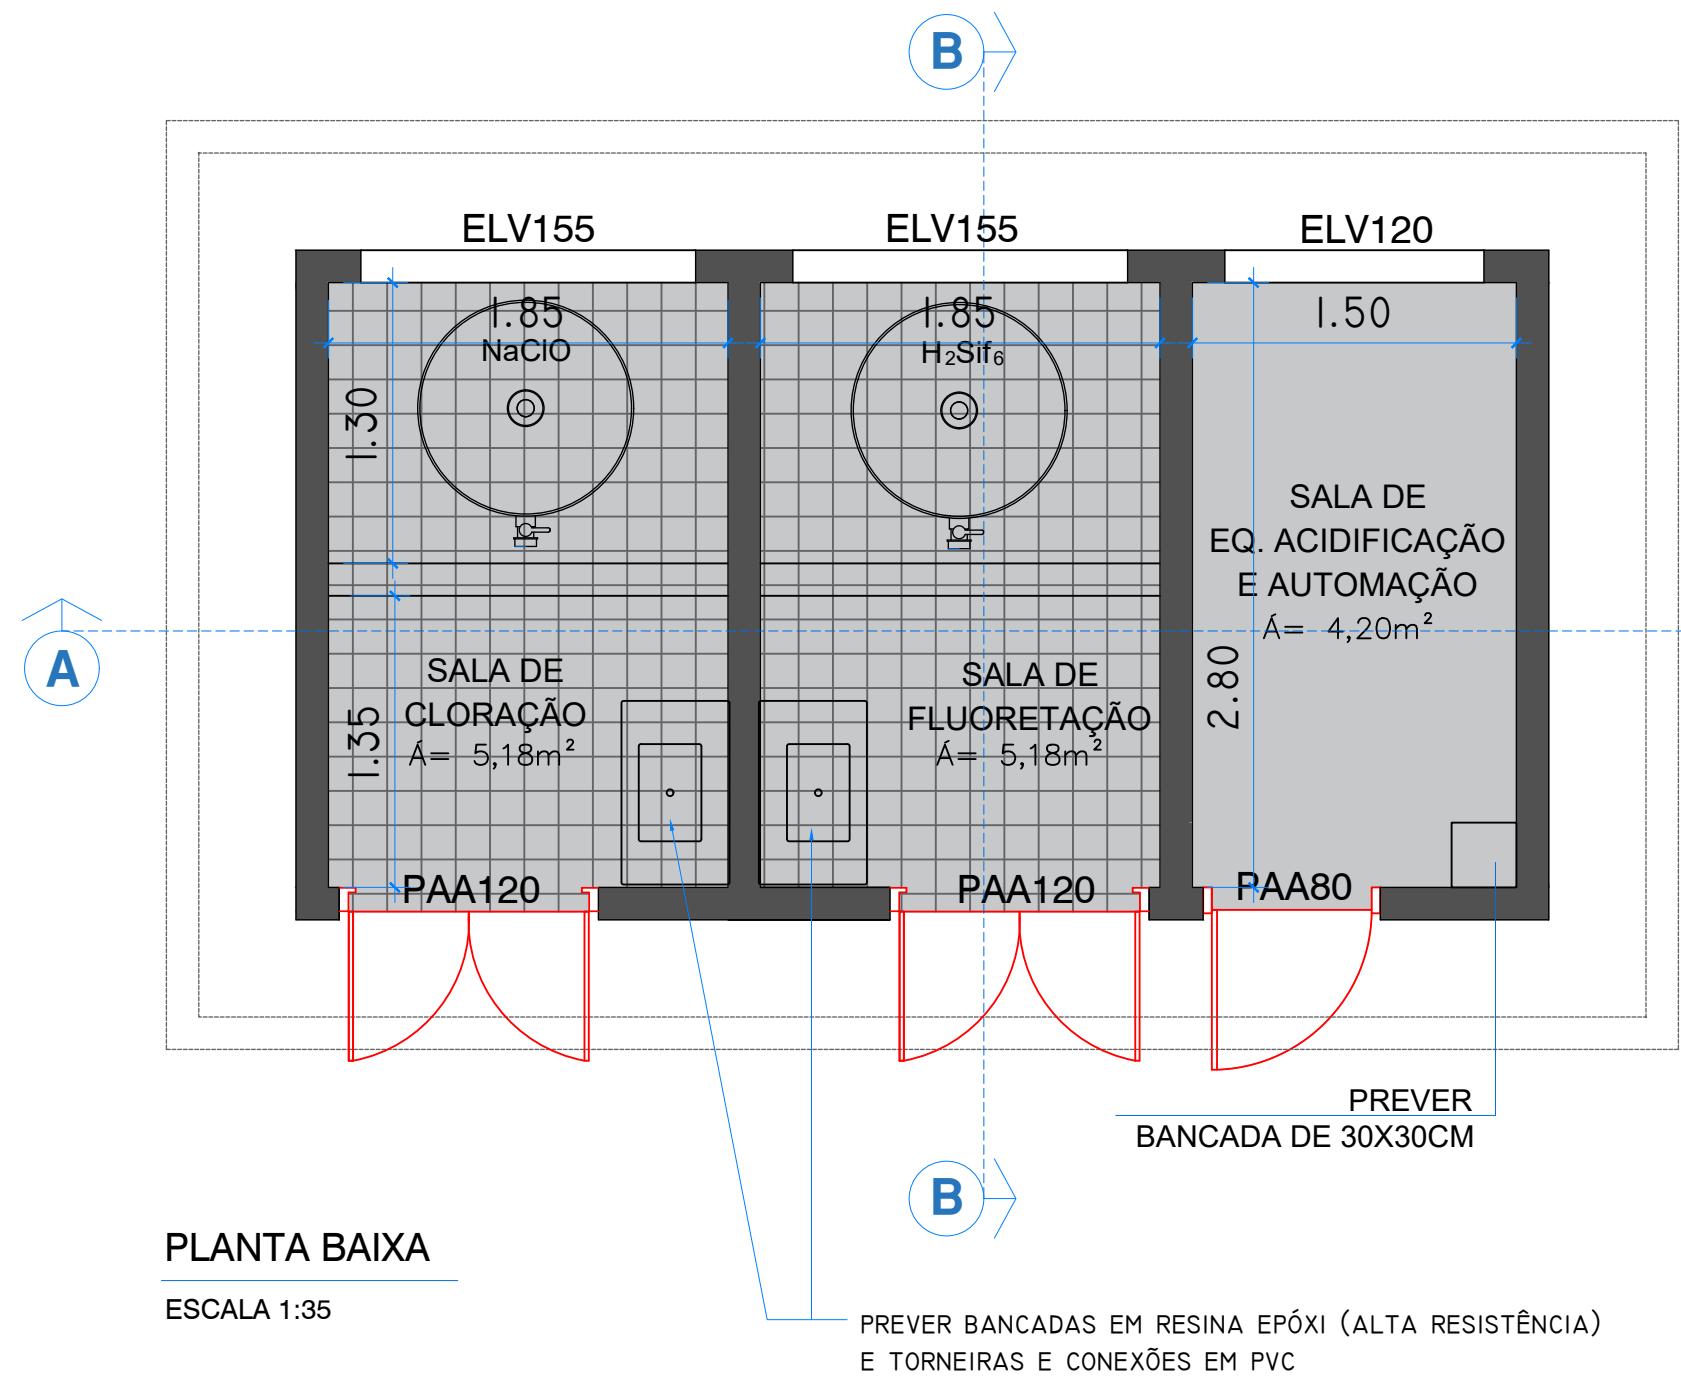 B
ELV155
ELV155
ELV120
1.85
1.85
1.50
NaClO
H₂Sif₆
1.30
SALA DE
EQ. ACIDIFICAÇÃO
E AUTOMAÇÃO
Á= 4,20m²
A
SALA DE
CLORAÇÃO
Á= 5,18m²
SALA DE
FLUORETAÇÃO
Á= 5,18m²
1.35
2.80
PAA120
PAA120
PAA80
PREVER
BANCADA DE 30X30CM
B
PLANTA BAIXA
ESCALA 1:35
PREVER BANCADAS EM RESINA EPÓXI (ALTA RESISTÊNCIA)
E TORNEIRAS E CONEXÕES EM PVC